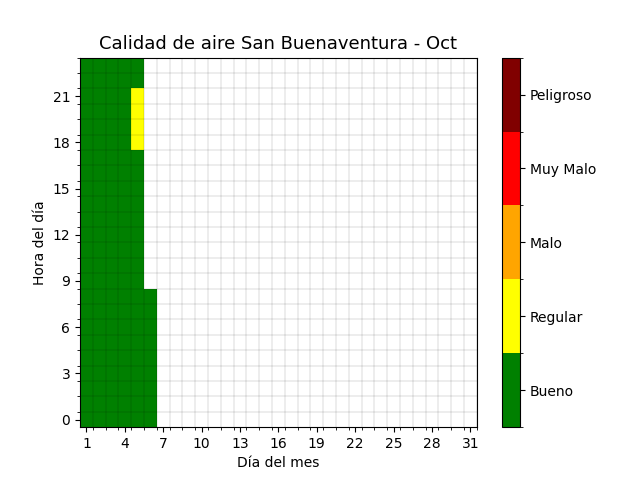 Calidad de aire San Buenaventura - Oct
Hora del día
21
18
15
12
9
6
3
0
1 4 7 10 13 16 19 22 25 28 31
Día del mes
Peligroso
Muy Malo
Malo
Regular
Bueno